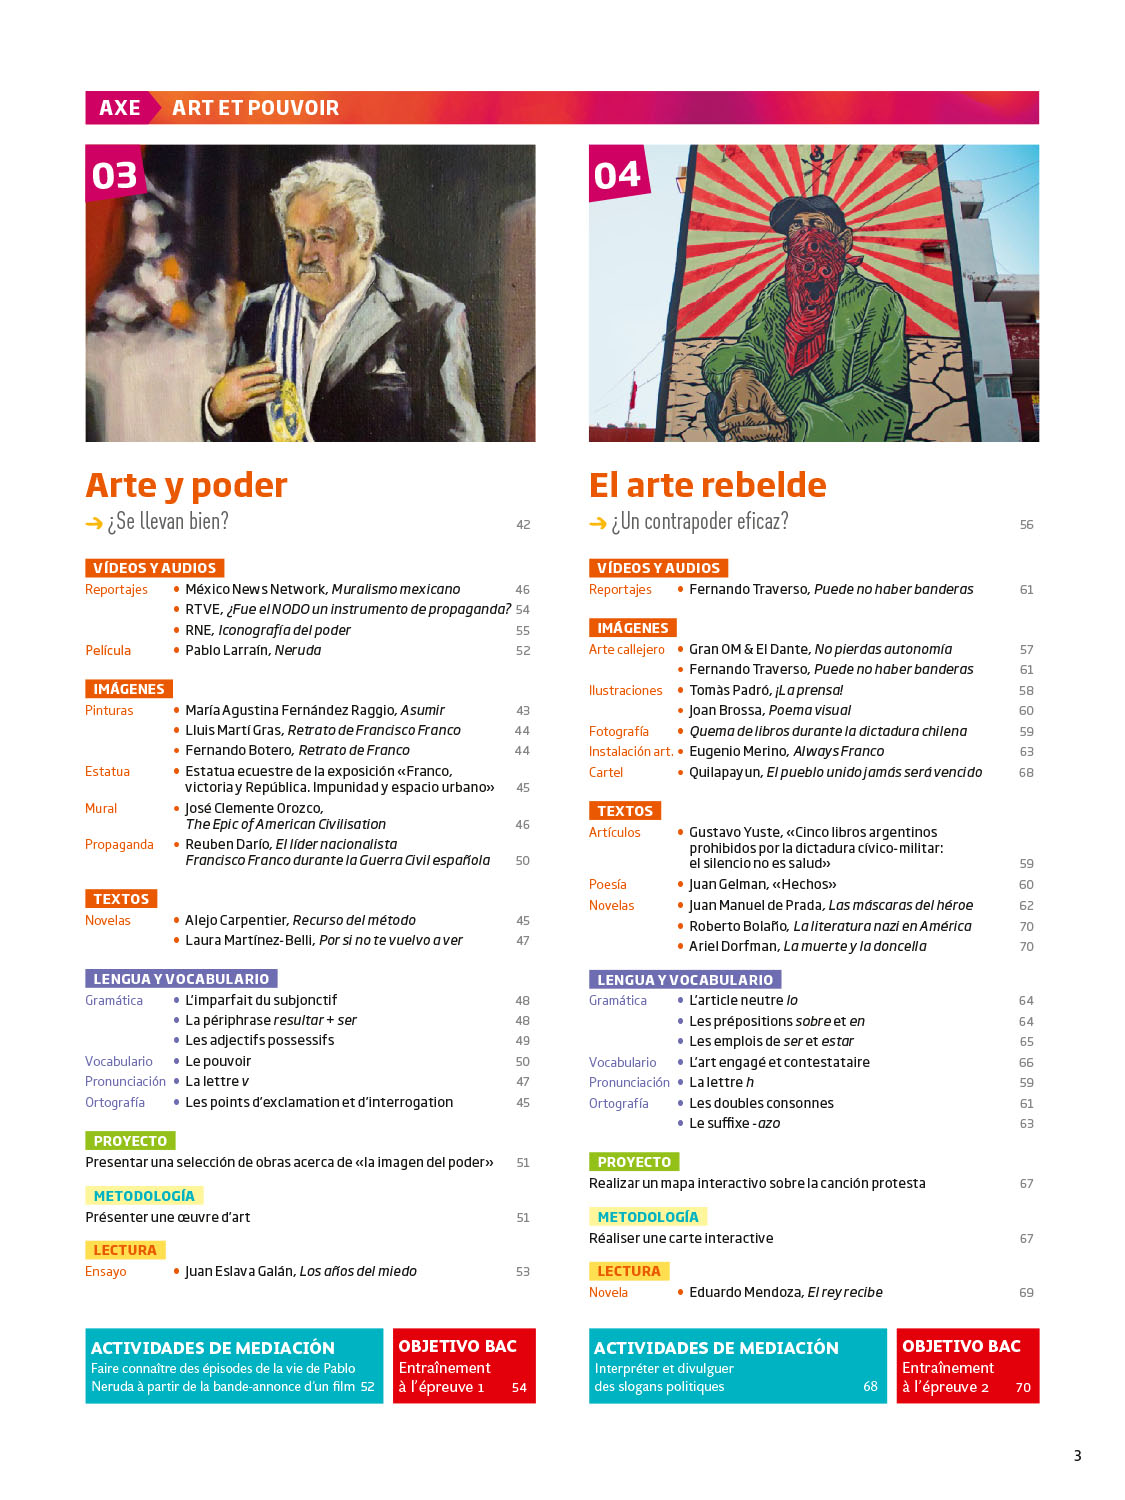 AXE ART ET POUVOIR
03
Arte y poder
➔ ¿Se llevan bien? 42
VÍDEOS Y AUDIOS
Reportajes • México News Network, Muralismo mexicano 46
• RTVE, ¿Fue el NODO un instrumento de propaganda? 54
• RNE, Iconografía del poder 55
Película • Pablo Larraín, Neruda 52
IMÁGENES
Pinturas • María Agustina Fernández Raggio, Asumir 43
• Lluis Martí Gras, Retrato de Francisco Franco 44
• Fernando Botero, Retrato de Franco 44
Estatua • Estatua ecuestre de la exposición «Franco,
victoria y República. Impunidad y espacio urbano» 45
Mural • José Clemente Orozco,
The Epic of American Civilisation 46
Propaganda • Reuben Darío, El líder nacionalista
Francisco Franco durante la Guerra Civil española 50
TEXTOS
Novelas • Alejo Carpentier, Recurso del método 45
• Laura Martínez-Belli, Por si no te vuelvo a ver 47
LENGUA Y VOCABULARIO
Gramática • L'imparfait du subjonctif 48
• La périphrase resultar + ser 48
• Les adjectifs possessifs 49
Vocabulario • Le pouvoir 50
Pronunciación • La lettre v 47
Ortografía • Les points d'exclamation et d'interrogation 45
PROYECTO
Presentar una selección de obras acerca de «la imagen del poder» 51
METODOLOGÍA
Présenter une œuvre d'art 51
LECTURA
Ensayo • Juan Eslava Galán, Los años del miedo 53
ACTIVIDADES DE MEDIACIÓN
Faire connaître des épisodes de la vie de Pablo
Neruda à partir de la bande-annonce d'un film 52
OBJETIVO BAC
Entraînement
à l'épreuve 1 54
04
El arte rebelde
➔ ¿Un contrapoder eficaz? 56
VÍDEOS Y AUDIOS
Reportajes • Fernando Traverso, Puede no haber banderas 61
IMÁGENES
Arte callejero • Gran OM & El Dante, No pierdas autonomía 57
• Fernando Traverso, Puede no haber banderas 61
Ilustraciones • Tomàs Padró, ¡La prensa! 58
• Joan Brossa, Poema visual 60
Fotografía • Quema de libros durante la dictadura chilena 59
Instalación art. • Eugenio Merino, Always Franco 63
Cartel • Quilapayun, El pueblo unido jamás será vencido 68
TEXTOS
Artículos • Gustavo Yuste, «Cinco libros argentinos
prohibidos por la dictadura cívico-militar:
el silencio no es salud» 59
Poesía • Juan Gelman, «Hechos» 60
Novelas • Juan Manuel de Prada, Las máscaras del héroe 62
• Roberto Bolaño, La literatura nazi en América 70
• Ariel Dorfman, La muerte y la doncella 70
LENGUA Y VOCABULARIO
Gramática • L'article neutre lo 64
• Les prépositions sobre et en 64
• Les emplois de ser et estar 65
Vocabulario • L'art engagé et contestataire 66
Pronunciación • La lettre h 59
Ortografía • Les doubles consonnes 61
• Le suffixe -azo 63
PROYECTO
Realizar un mapa interactivo sobre la canción protesta 67
METODOLOGÍA
Réaliser une carte interactive 67
LECTURA
Novela • Eduardo Mendoza, El rey recibe 69
ACTIVIDADES DE MEDIACIÓN
Interpréter et divulguer
des slogans politiques 68
OBJETIVO BAC
Entraînement
à l'épreuve 2 70
3